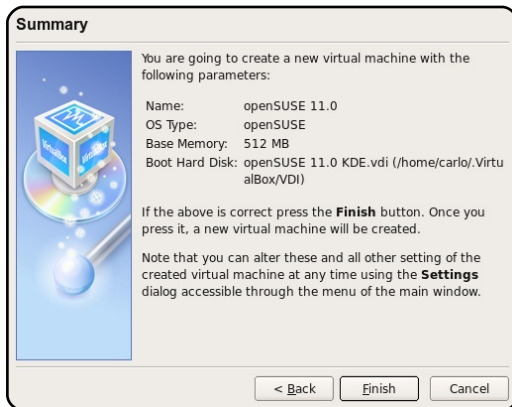 Summary
You are going to create a new virtual machine with the
following parameters:
Name: openSUSE 11.0
OS Type: openSUSE
Base Memory: 512 MB
Boot Hard Disk: openSUSE 11.0 KDE.vdi (/home/carlo/.Virtu
alBox/VDI)
VirtualBox
VirtualBox
If the above is correct press the Finish button. Once you
press it, a new virtual machine will be created.
Note that you can alter these and all other setting of the
created virtual machine at any time using the Settings
dialog accessible through the menu of the main window.
< Back
Finish
Cancel